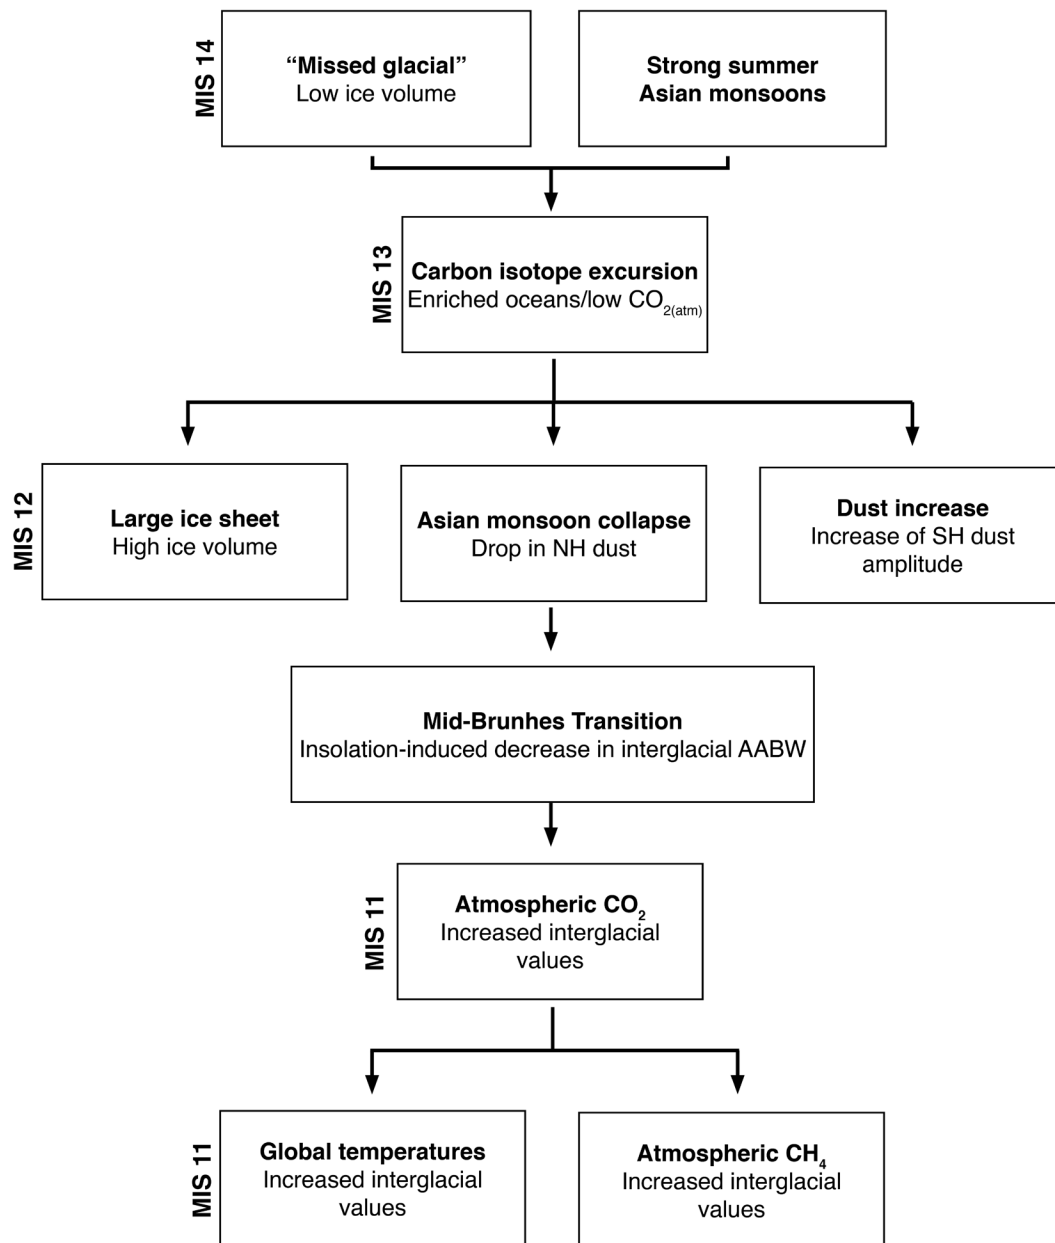 MIS 14
“Missed glacial”
Low ice volume
Strong summer
Asian monsoons
MIS 13
Carbon isotope excursion
Enriched oceans/low CO2(atm)
MIS 12
Large ice sheet
High ice volume
Asian monsoon collapse
Drop in NH dust
Dust increase
Increase of SH dust
amplitude
Mid-Brunhes Transition
Insolation-induced decrease in interglacial AABW
MIS 11
Atmospheric CO2
Increased interglacial
values
MIS 11
Global temperatures
Increased interglacial
values
Atmospheric CH4
Increased interglacial
values